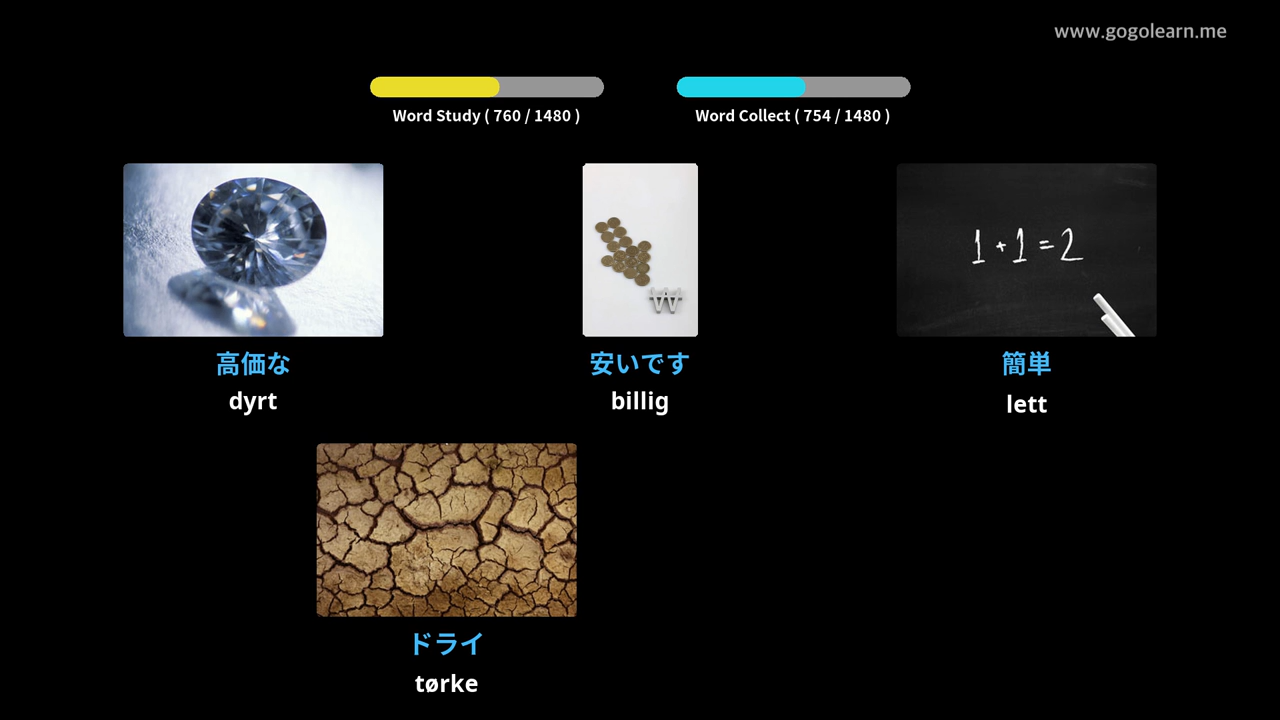 www.gogolearn.me
Word Study ( 760 / 1480 )
Word Collect ( 754 / 1480 )
1 + 1 = 2
₩
高価な
安いです
簡単
dyrt
billig
lett
ドライ
tørke